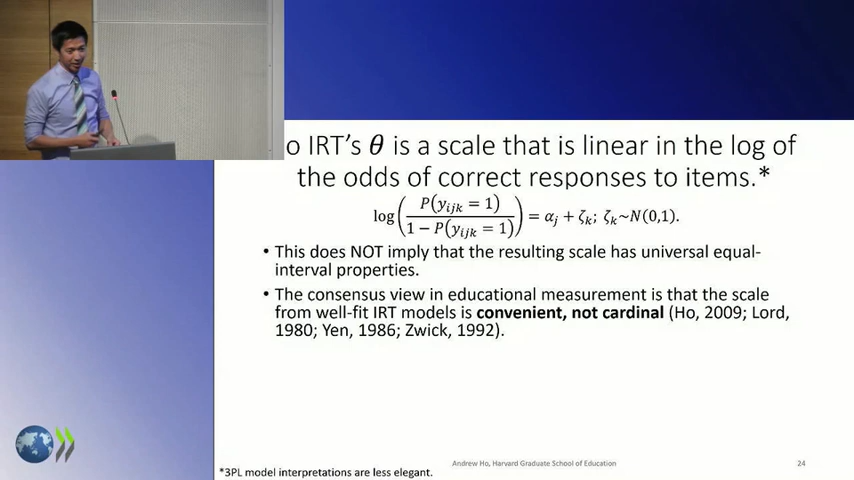 o IRT's θ is a scale that is linear in the log of
the odds of correct responses to items.*
log(P(y_ijk = 1) / 1 − P(y_ijk = 1)) = α_j + ζ_k; ζ_k~N(0,1).
• This does NOT imply that the resulting scale has universal equal-
interval properties.
• The consensus view in educational measurement is that the scale
from well-fit IRT models is convenient, not cardinal (Ho, 2009; Lord,
1980; Yen, 1986; Zwick, 1992).
Andrew Ho, Harvard Graduate School of Education
24
*3PL model interpretations are less elegant.